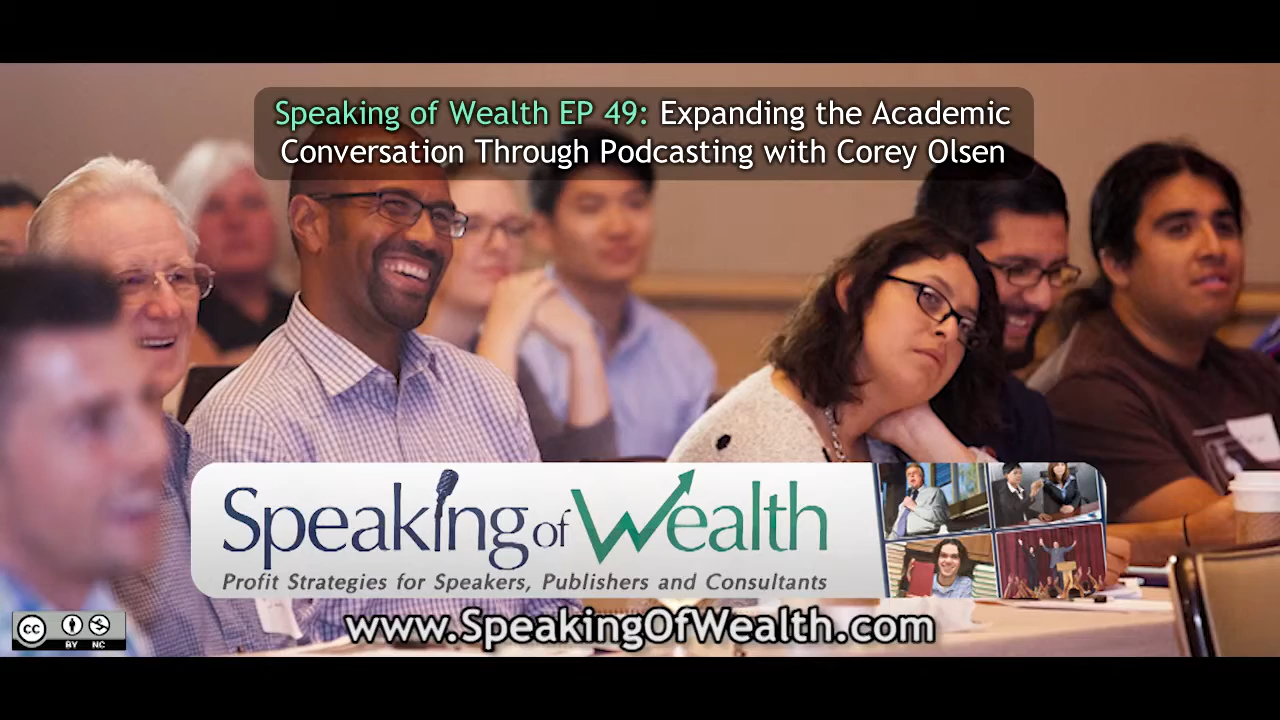 Speaking of Wealth EP 49: Expanding the Academic
Conversation Through Podcasting with Corey Olsen
Speaking of Wealth
Profit Strategies for Speakers, Publishers and Consultants
www.SpeakingOfWealth.com
cc
BY NC